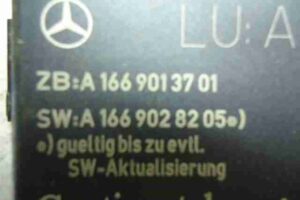 LU: A
ZB:A 166 901 37 01
SW:A 166 902 82 05•)
•) gueltig bis zu evtl.
SW-Aktualisierung